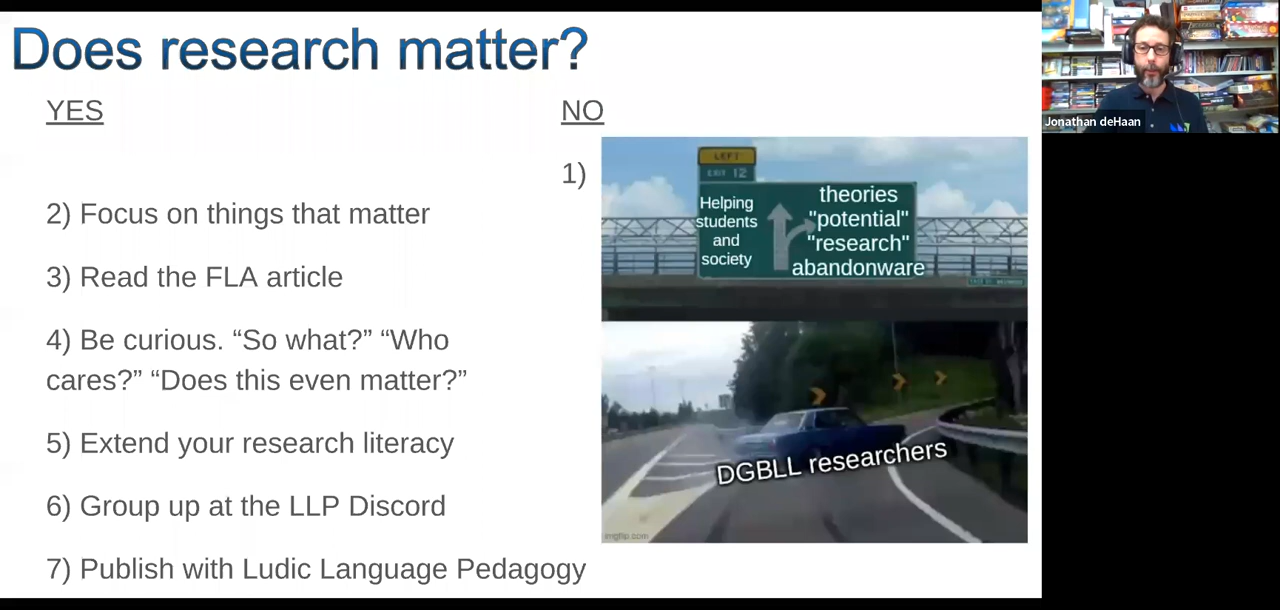 Does research matter?
YES
NO
1)
2) Focus on things that matter
3) Read the FLA article
4) Be curious. “So what?” “Who
cares?” “Does this even matter?”
5) Extend your research literacy
6) Group up at the LLP Discord
7) Publish with Ludic Language Pedagogy
LEFT
EXIT 12
Helping
students
and
society
theories
"potential"
"research"
abandonware
DGBLL researchers
imgflip.com
Jonathan deHaan